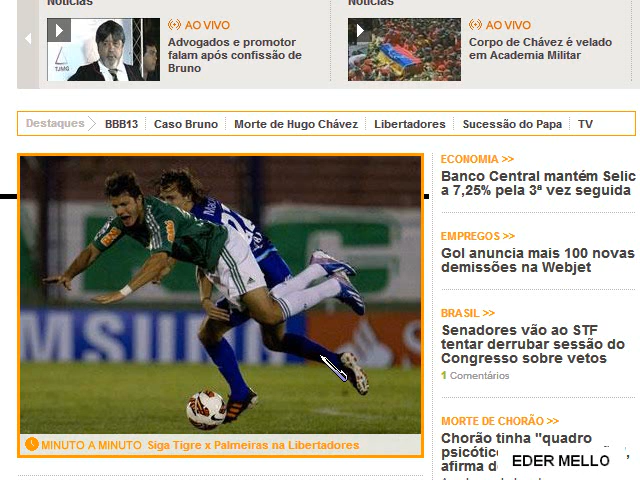 Notícias
AO VIVO
Advogados e promotor
falam após confissão de
Bruno
TJMG
AO VIVO
Corpo de Chávez é velado
em Academia Militar
Destaques
BBB13
Caso Bruno
Morte de Hugo Chávez
Libertadores
Sucessão do Papa
TV
SAMSUNG
MINUTO A MINUTO Siga Tigre x Palmeiras na Libertadores
ECONOMIA >>
Banco Central mantém Selic
a 7,25% pela 3ª vez seguida
EMPREGOS >>
Gol anuncia mais 100 novas
demissões na Webjet
BRASIL >>
Senadores vão ao STF
tentar derrubar sessão do
Congresso sobre vetos
1 Comentários
MORTE DE CHORÃO >>
Chorão tinha "quadro
afirma
EDER MELLO